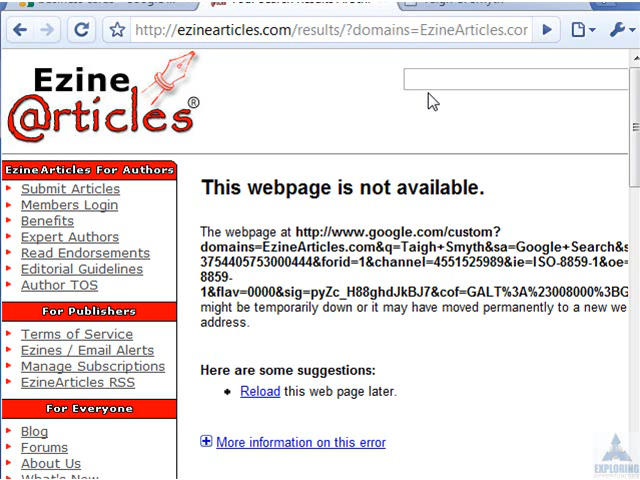 http://ezinearticles.com/results/?domains=EzineArticles.cor
Ezine
@rticles®
EzineArticles For Authors
Submit Articles
Members Login
Benefits
Expert Authors
Read Endorsements
Editorial Guidelines
Author TOS
For Publishers
Terms of Service
Ezines / Email Alerts
Manage Subscriptions
EzineArticles RSS
For Everyone
Blog
Forums
About Us
What's New
This webpage is not available.
The webpage at http://www.google.com/custom?
domains=EzineArticles.com&q=Taigh+Smyth&sa=Google+Search&s
3754405753000444&forid=1&channel=4551525989&ie=ISO-8859-1&oe=
8859-
1&flav=0000&sig=pyZc_H88ghdJkBJ7&cof=GALT%3A%23008000%3BG
might be temporarily down or it may have moved permanently to a new we
address.
Here are some suggestions:
Reload this web page later.
More information on this error
EXPLORING